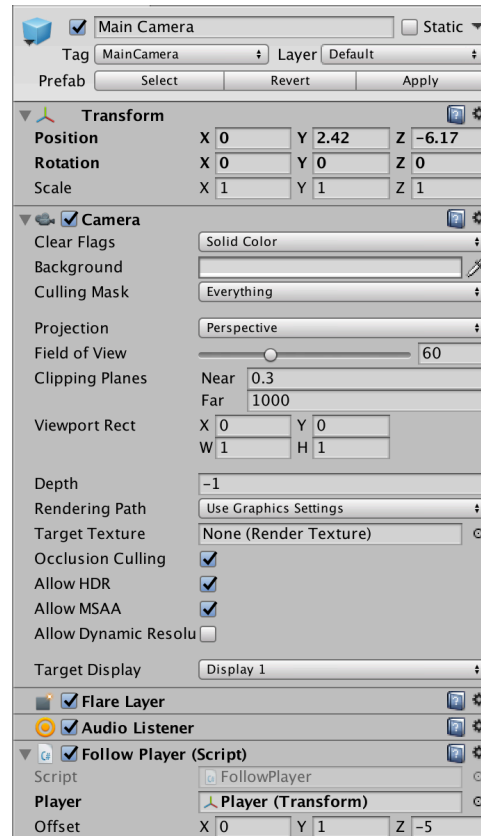 Main Camera Static
Tag MainCamera Layer Default
Prefab Select Revert Apply
Transform
Position X 0 Y 2.42 Z -6.17
Rotation X 0 Y 0 Z 0
Scale X 1 Y 1 Z 1
Camera
Clear Flags Solid Color
Background
Culling Mask Everything
Projection Perspective
Field of View 60
Clipping Planes Near 0.3
Far 1000
Viewport Rect X 0 Y 0
W 1 H 1
Depth -1
Rendering Path Use Graphics Settings
Target Texture None (Render Texture)
Occlusion Culling
Allow HDR
Allow MSAA
Allow Dynamic Resolu
Target Display Display 1
Flare Layer
Audio Listener
C# Follow Player (Script)
Script FollowPlayer
Player Player (Transform)
Offset X 0 Y 1 Z -5